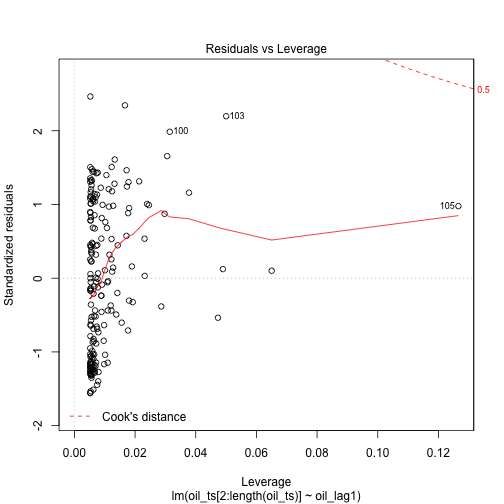 Residuals vs Leverage
0.5
103
100
105
Standardized residuals
2
1
0
-1
-2
Cook's distance
0.00 0.02 0.04 0.06 0.08 0.10 0.12
Leverage
lm(oil_ts[2:length(oil_ts)] ~ oil_lag1)